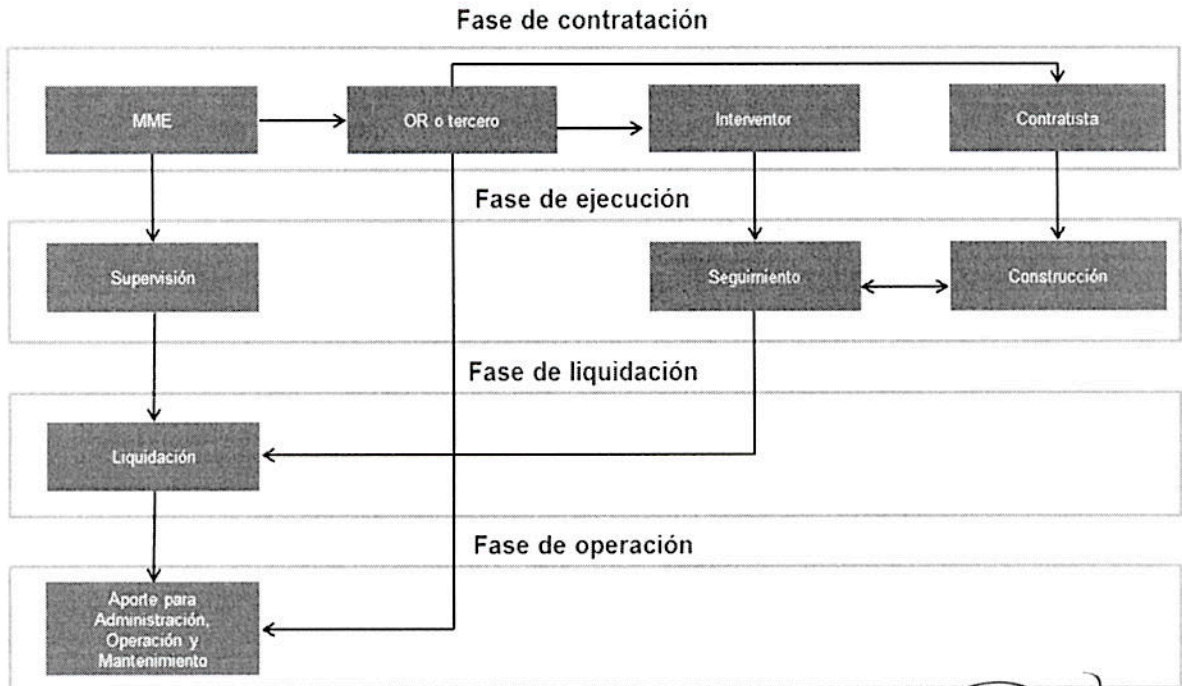 Fase de contratación
MME
OR o tercero
Interventor
Contratista
Fase de ejecución
Supervisión
Seguimiento
Construcción
Fase de liquidación
Liquidación
Fase de operación
Aporte para
Administración,
Operación y
Mantenimiento